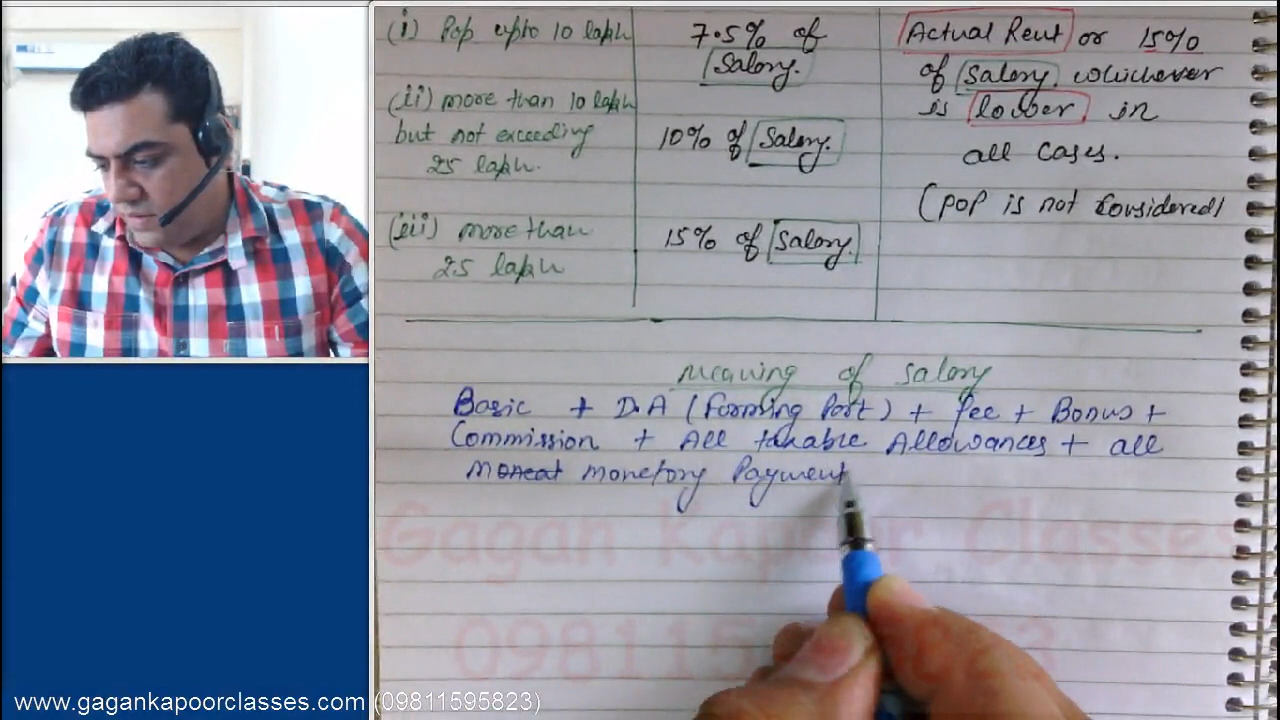 (i) Pop upto 10 lakh
7.5% of
Salary.
(ii) more than 10 lakh
but not exceeding
25 lakh.
10% of Salary.
(iii) more than
25 lakh
15% of Salary.
Actual Rent or 15%
of Salary whichever
is lower in
all cases.
(pop is not considered)
Meaning of salary
Basic + D.A (Forming Part) + Fee + Bonus +
Commission + All taxable Allowances + all
monetary Payment
Gagan Kapoor Classes
www.gagankapoorclasses.com (09811595823)